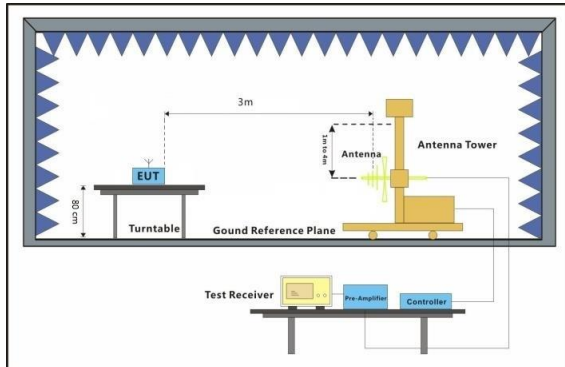 3m
1m to 4m
Antenna
Antenna Tower
EUT
80 cm
Turntable
Gound Reference Plane
Test Receiver
Pre-Amplifier
Controller